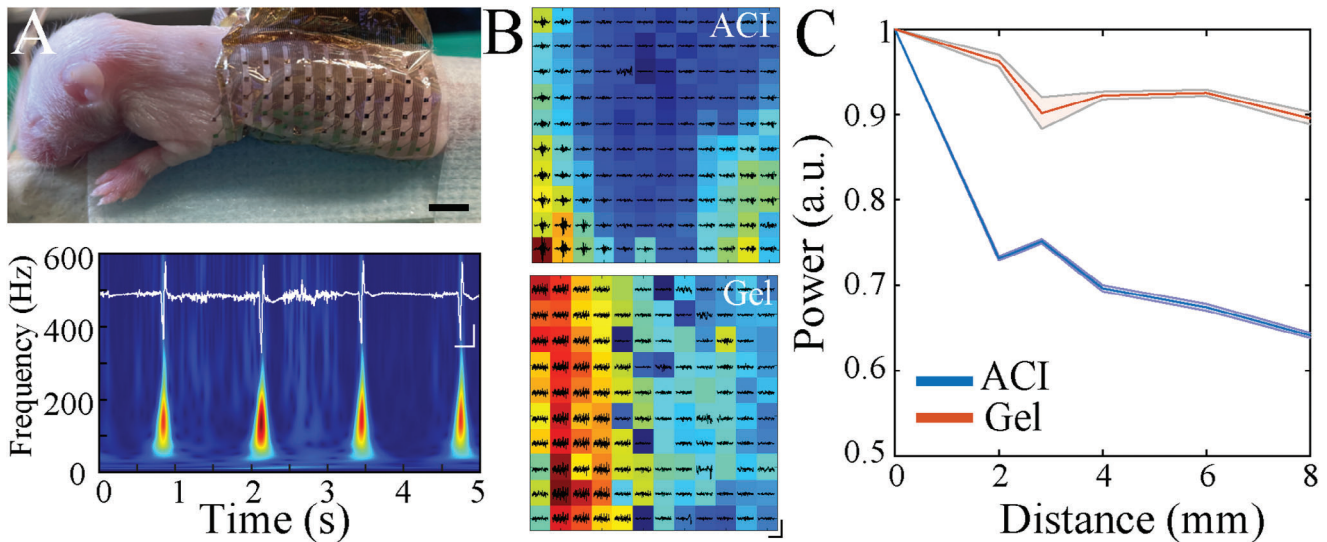 A
B
ACI
C
Frequency (Hz)
600
400
200
0
0 1 2 3 4 5
Time (s)
Gel
Power (a.u.)
1
0.9
0.8
0.7
0.6
0.5
ACI
Gel
0 2 4 6 8
Distance (mm)